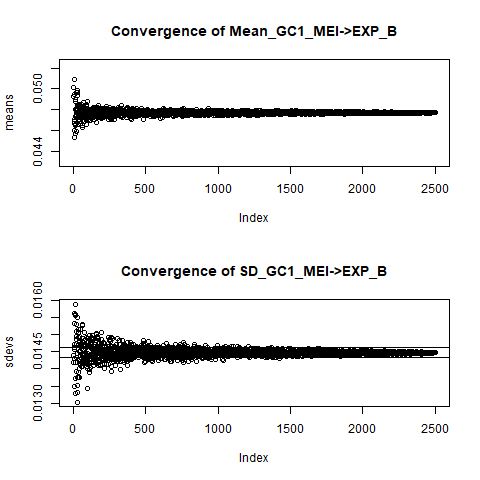 Convergence of Mean_GC1_MEI->EXP_B
means
0.050
0.044
0 500 1000 1500 2000 2500
Index
Convergence of SD_GC1_MEI->EXP_B
sdevs
0.0160
0.0145
0.0130
0 500 1000 1500 2000 2500
Index